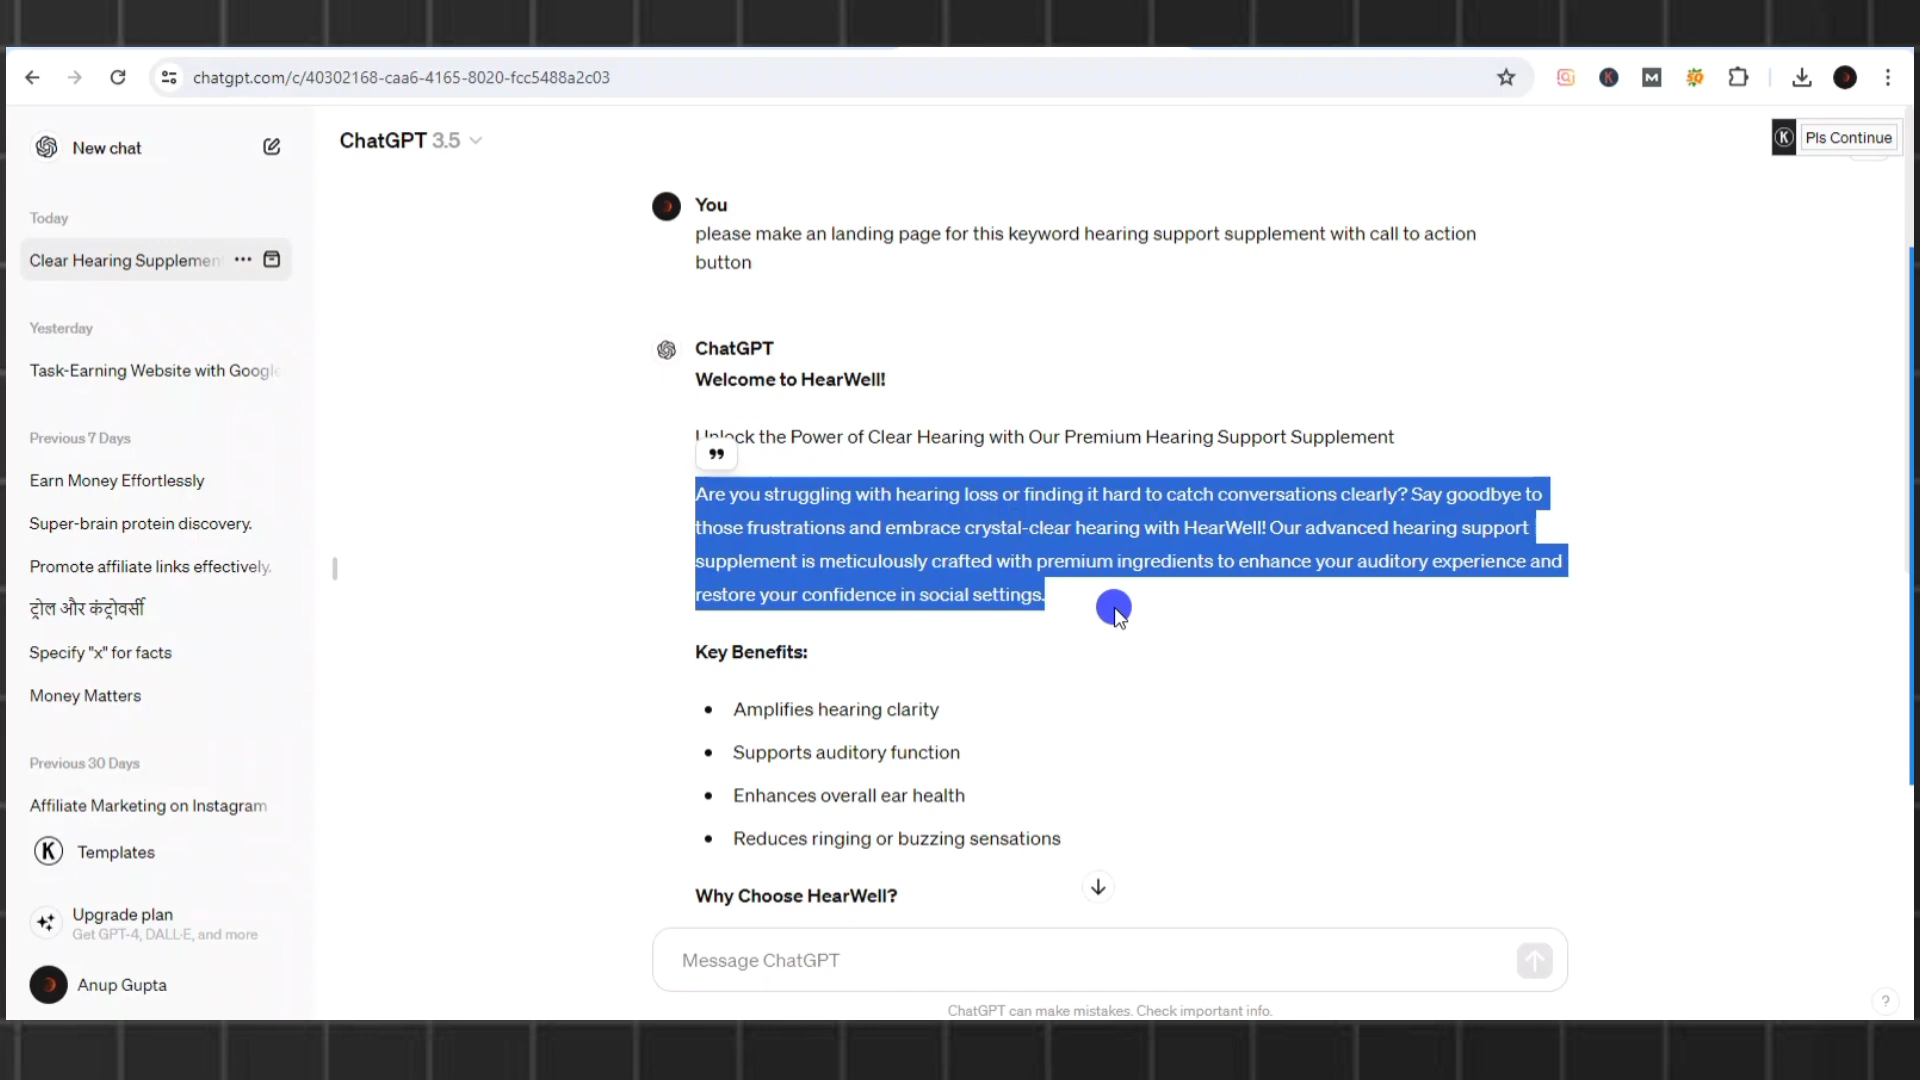 chatgpt.com/c/40302168-caa6-4165-8020-fcc5488a2c03
New chat
ChatGPT 3.5
Pls Continue
Today
Clear Hearing Supplemen
Yesterday
Task-Earning Website with Google
Previous 7 Days
Earn Money Effortlessly
Super-brain protein discovery.
Promote affiliate links effectively.
ट्रोल और कंट्रोवर्सी
Specify "x" for facts
Money Matters
Previous 30 Days
Affiliate Marketing on Instagram
Templates
Upgrade plan
Get GPT-4, DALL·E, and more
Anup Gupta
You
please make an landing page for this keyword hearing support supplement with call to action
button
ChatGPT
Welcome to HearWell!
Unlock the Power of Clear Hearing with Our Premium Hearing Support Supplement
Are you struggling with hearing loss or finding it hard to catch conversations clearly? Say goodbye to
those frustrations and embrace crystal-clear hearing with HearWell! Our advanced hearing support
supplement is meticulously crafted with premium ingredients to enhance your auditory experience and
restore your confidence in social settings.
Key Benefits:
• Amplifies hearing clarity
• Supports auditory function
• Enhances overall ear health
• Reduces ringing or buzzing sensations
Why Choose HearWell?
Message ChatGPT
ChatGPT can make mistakes. Check important info.
?